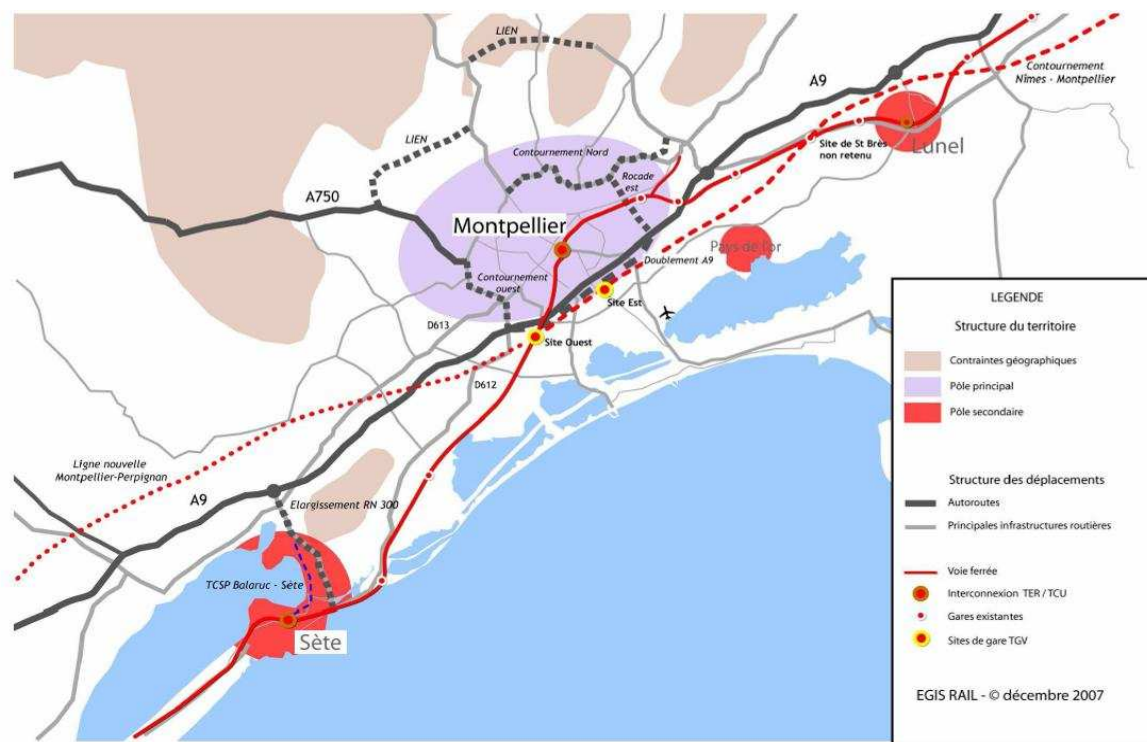 LIEN
A9
Contournement
Nîmes - Montpellier
LIEN
Contournement Nord
Site de St Brès
non retenu
Lunel
Rocade
est
A750
Montpellier
Pays de l'or
Doublement A9
Contournement
ouest
Site Est
D613
Site Ouest
D612
Ligne nouvelle
Montpellier-Perpignan
A9
Elargissement RN 300
TCSP Balaruc - Sète
Sète
LEGENDE
Structure du territoire
Contraintes géographiques
Pôle principal
Pôle secondaire
Structure des déplacements
Autoroutes
Principales infrastructures routières
Voie ferrée
Interconnexion TER / TCU
Gares existantes
Sites de gare TGV
EGIS RAIL - © décembre 2007